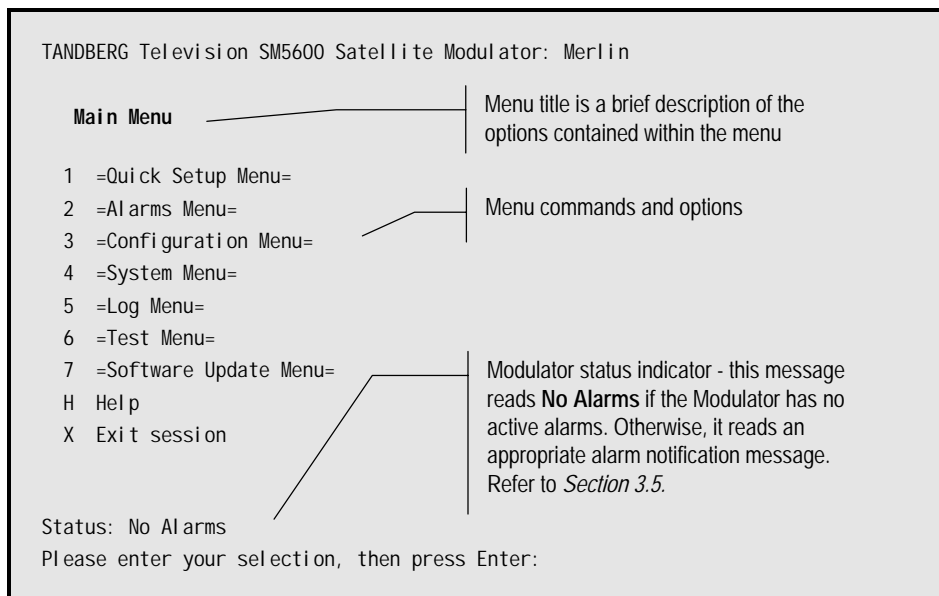 TANDBERG Television SM5600 Satellite Modulator: Merlin
Main Menu
Menu title is a brief description of the
options contained within the menu
1 =Quick Setup Menu=
2 =Alarms Menu=
3 =Configuration Menu=
4 =System Menu=
5 =Log Menu=
6 =Test Menu=
7 =Software Update Menu=
H Help
X Exit session
Menu commands and options
Modulator status indicator - this message
reads No Alarms if the Modulator has no
active alarms. Otherwise, it reads an
appropriate alarm notification message.
Refer to Section 3.5.
Status: No Alarms
Please enter your selection, then press Enter: